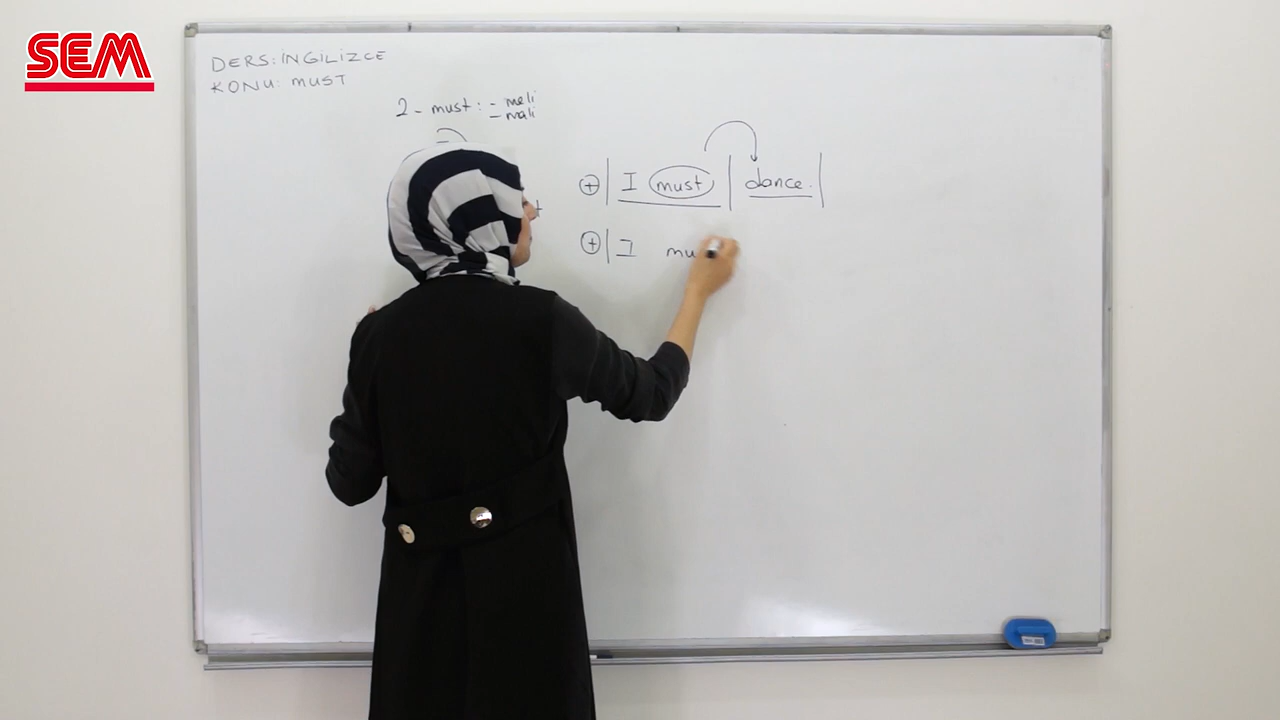 SEM
DERS: İNGİLİZCE
KONU: MUST
2 - must : - meli
- malı
+ | I must | dance. |
+ | I mu